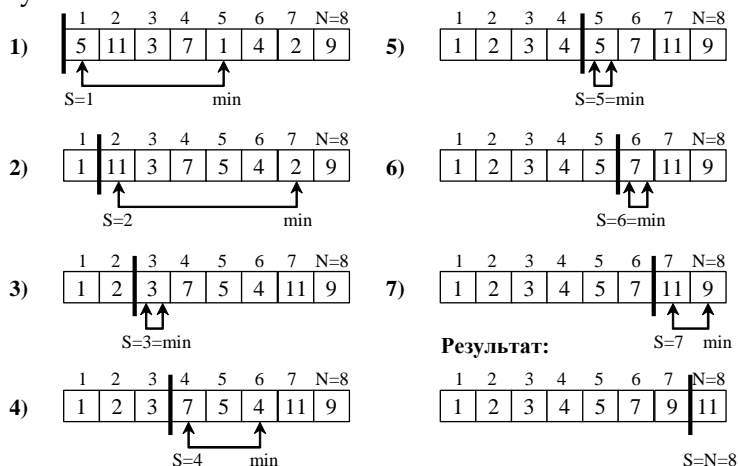 1 2 3 4 5 6 7 N=8
1) 5 11 3 7 1 4 2 9
S=1 min
1 2 3 4 5 6 7 N=8
2) 1 11 3 7 5 4 2 9
S=2 min
1 2 3 4 5 6 7 N=8
3) 1 2 3 7 5 4 11 9
S=3=min
1 2 3 4 5 6 7 N=8
4) 1 2 3 7 5 4 11 9
S=4 min
1 2 3 4 5 6 7 N=8
5) 1 2 3 4 5 7 11 9
S=5=min
1 2 3 4 5 6 7 N=8
6) 1 2 3 4 5 7 11 9
S=6=min
1 2 3 4 5 6 7 N=8
7) 1 2 3 4 5 7 11 9
S=7 min
Результат:
1 2 3 4 5 6 7 N=8
1 2 3 4 5 7 9 11
S=N=8